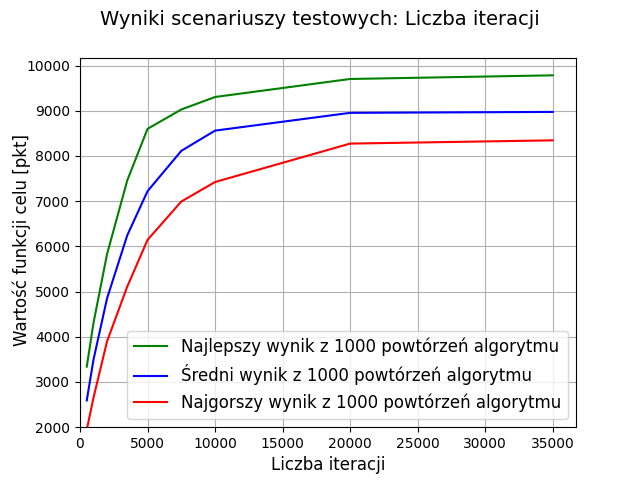 Wyniki scenariuszy testowych: Liczba iteracji
Wartość funkcji celu [pkt]
10000
9000
8000
7000
6000
5000
4000
3000
2000
Najlepszy wynik z 1000 powtórzeń algorytmu
Średni wynik z 1000 powtórzeń algorytmu
Najgorszy wynik z 1000 powtórzeń algorytmu
0 5000 10000 15000 20000 25000 30000 35000
Liczba iteracji